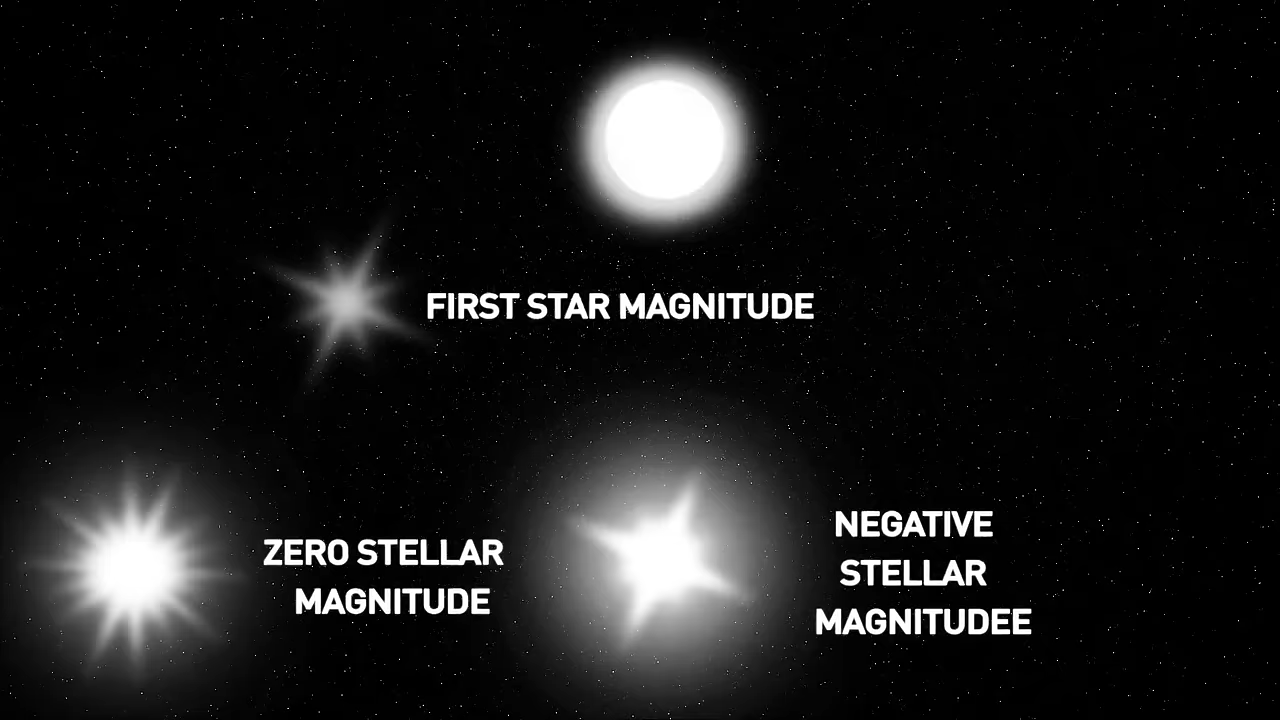 FIRST STAR MAGNITUDE
ZERO STELLAR
MAGNITUDE
NEGATIVE
STELLAR
MAGNITUDEE